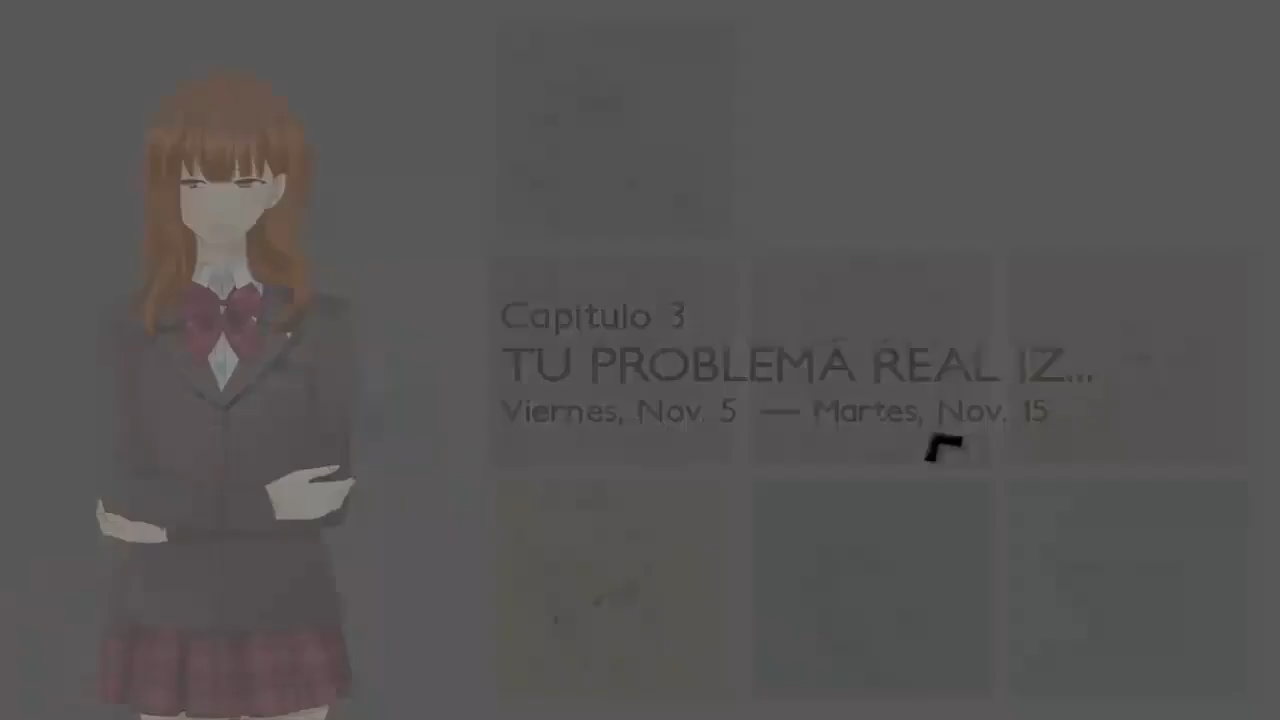 Capitulo 3
TU PROBLEMA REAL IZ...
Viernes, Nov. 5 — Martes, Nov. 15